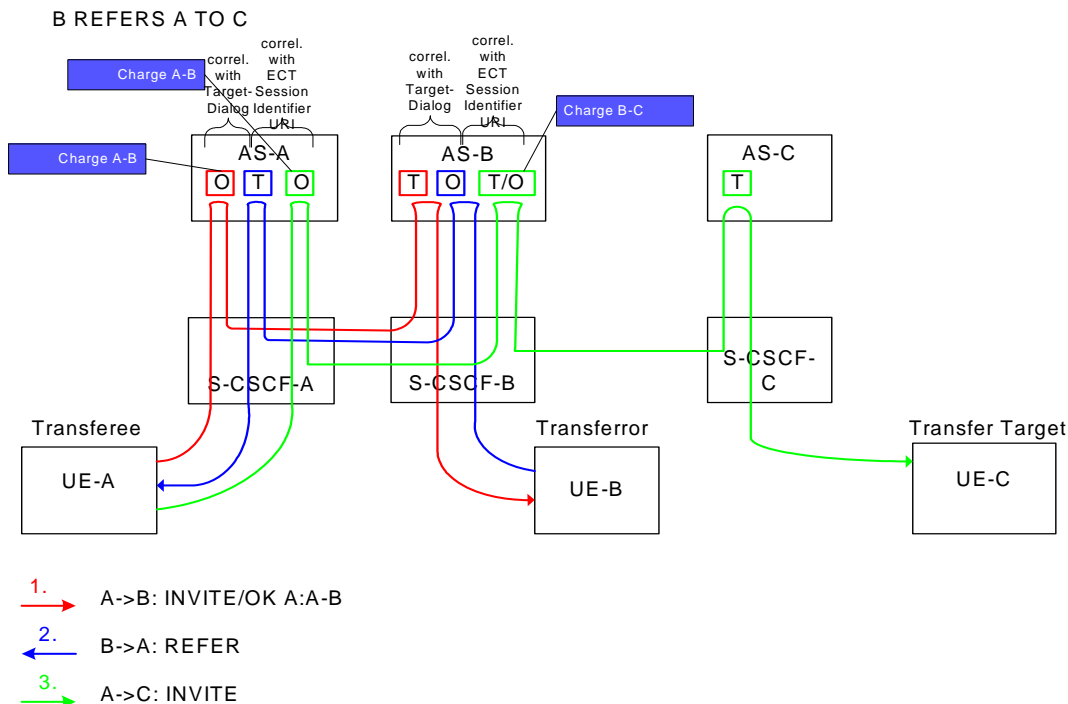 B REFERS A TO C
correl.
with
Target-
Dialog
correl.
with
ECT
Session
Identifier
URI
correl.
with
Target-
Dialog
correl.
with
ECT
Session
Identifier
URI
Charge A-B
Charge B-C
Charge A-B
AS-A
O
T
O
AS-B
T
O
T/O
AS-C
T
S-CSCF-A
S-CSCF-B
S-CSCF-
C
Transferee
Transferror
Transfer Target
UE-A
UE-B
UE-C
1.
A->B: INVITE/OK A:A-B
2.
B->A: REFER
3.
A->C: INVITE